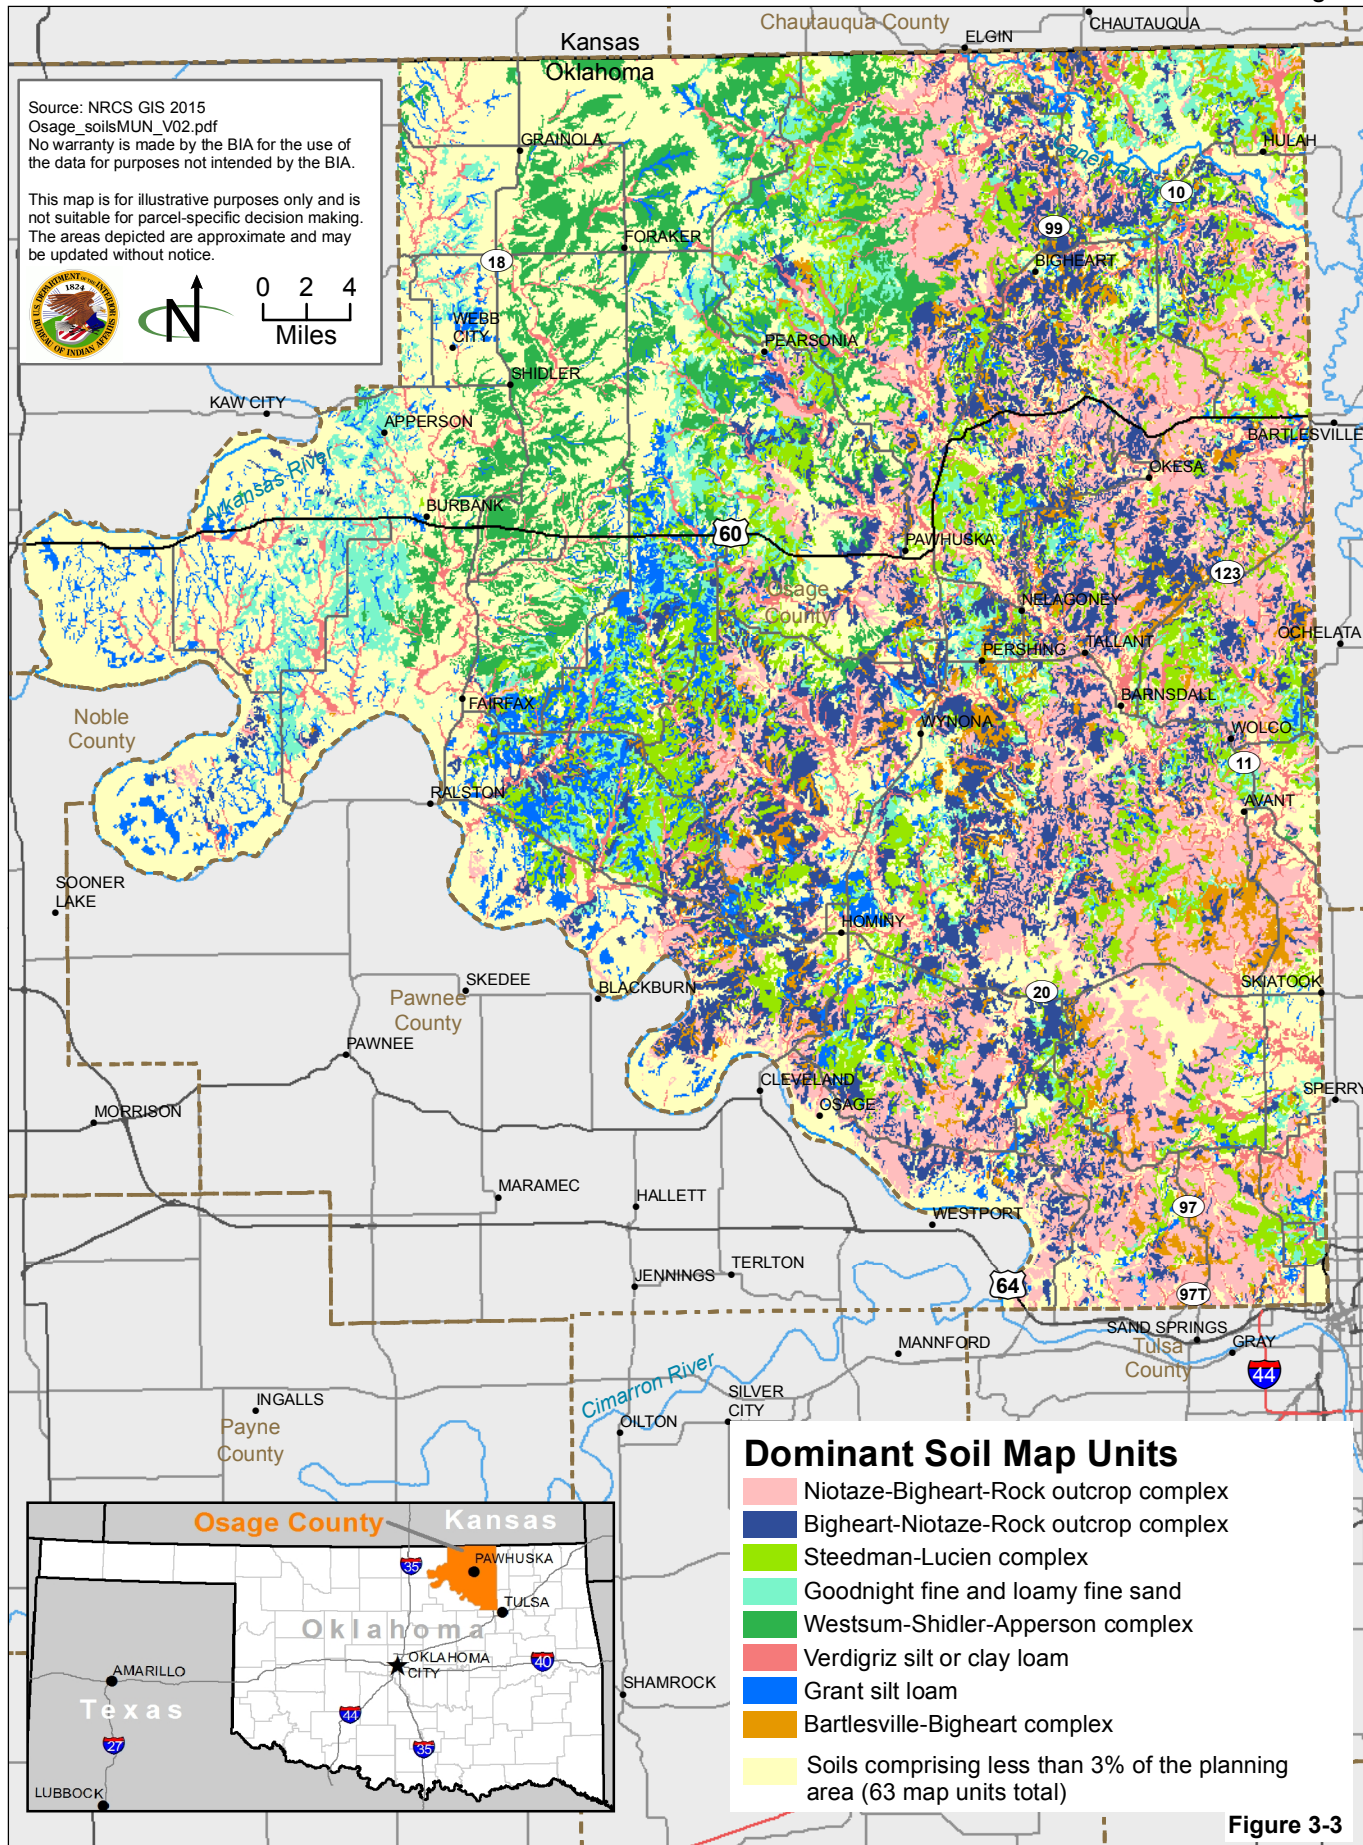 Chautauqua County
CHAUTAUQUA
ELGIN
Kansas
Oklahoma
Source: NRCS GIS 2015
Osage_soilsMUN_V02.pdf
No warranty is made by the BIA for the use of
the data for purposes not intended by the BIA.
This map is for illustrative purposes only and is
not suitable for parcel-specific decision making.
The areas depicted are approximate and may
be updated without notice.
U.S. DEPARTMENT OF THE INTERIOR
1824
BUREAU OF INDIAN AFFAIRS
N
0 2 4
Miles
GRAINOLA
HULAH
10
99
FORAKER
18
BIGHEART
WEBB
CITY
PEARSONIA
SHIDLER
KAW CITY
APPERSON
BARTLESVILLE
Arkansas River
OKESA
BURBANK
60
PAWHUSKA
123
Osage
County
NELAGONEY
OCHELATA
TALLANT
PERSHING
BARNSDALL
FAIRFAX
Noble
County
WYNONA
WOLCO
11
RALSTON
AVANT
SOONER
LAKE
HOMINY
SKEDEE
BLACKBURN
20
SKIATOOK
Pawnee
County
PAWNEE
CLEVELAND
OSAGE
SPERRY
MORRISON
MARAMEC
HALLETT
97
WESTPORT
TERLTON
JENNINGS
64
97T
SAND SPRINGS
MANNFORD
GRAY
Tulsa
County
44
Cimarron River
SILVER
CITY
INGALLS
OILTON
Payne
County
SHAMROCK
Dominant Soil Map Units
Niotaze-Bigheart-Rock outcrop complex
Bigheart-Niotaze-Rock outcrop complex
Steedman-Lucien complex
Goodnight fine and loamy fine sand
Westsum-Shidler-Apperson complex
Verdigriz silt or clay loam
Grant silt loam
Bartlesville-Bigheart complex
Soils comprising less than 3% of the planning
area (63 map units total)
Figure 3-3
Osage County
Kansas
35
PAWHUSKA
TULSA
Oklahoma
OKLAHOMA
CITY
40
AMARILLO
Texas
44
35
27
LUBBOCK